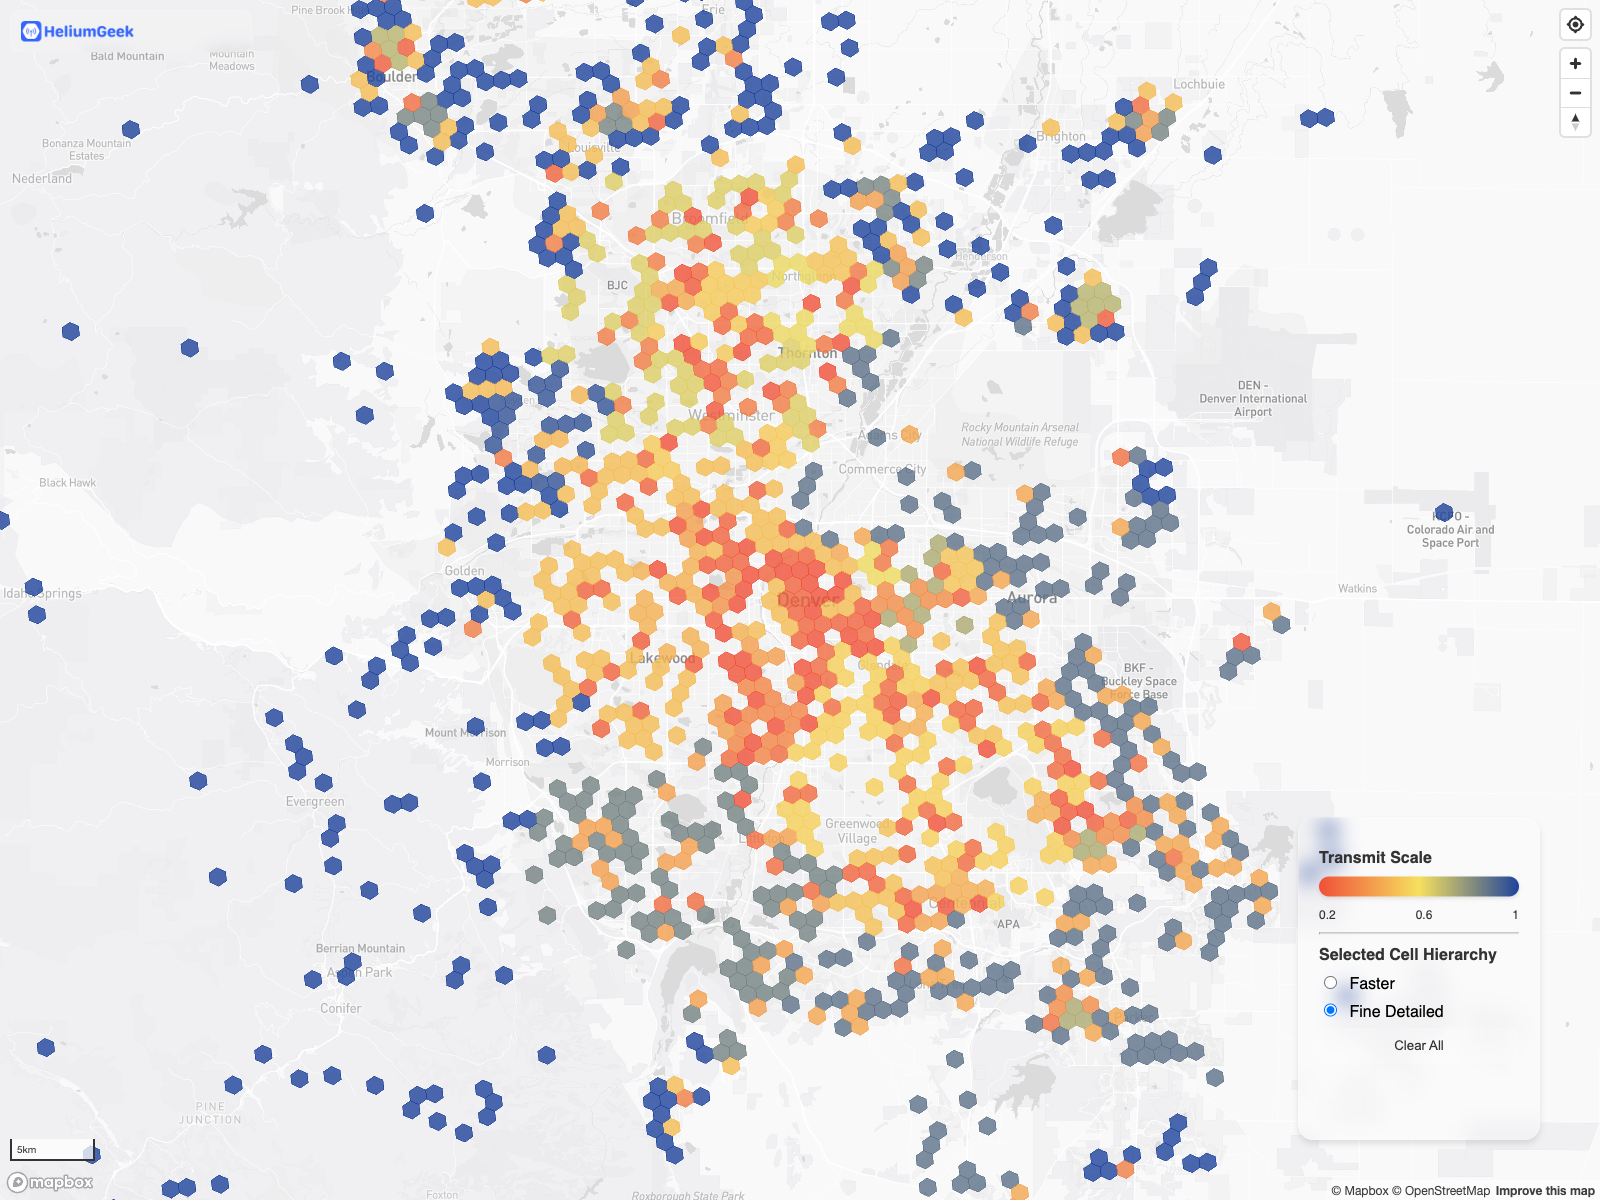 Pine Brook H
Erie
HeliumGeek
Bald Mountain
Mountain
Meadows
Boulder
Lochbuie
Bonanza Mountain
Estates
Louisville
Brighton
Nederland
Broomfield
Henderson
BJC
Northglenn
Thornton
DEN -
Denver International
Airport
Westminster
Rocky Mountain Arsenal
National Wildlife Refuge
Adams City
Commerce City
Black Hawk
KCFO -
Colorado Air and
Space Port
Golden
Idaho Springs
Watkins
Denver
Aurora
Lakewood
Glendale
BKF -
Buckley Space
Force Base
Mount Morrison
Morrison
Evergreen
Greenwood
Village
Centennial
APA
Berrian Mountain
Aspen Park
Conifer
PINE
JUNCTION
Foxton
Roxborough State Park
Transmit Scale
0.2
0.6
1
Selected Cell Hierarchy
Faster
Fine Detailed
Clear All
5km
mapbox
© Mapbox © OpenStreetMap Improve this map